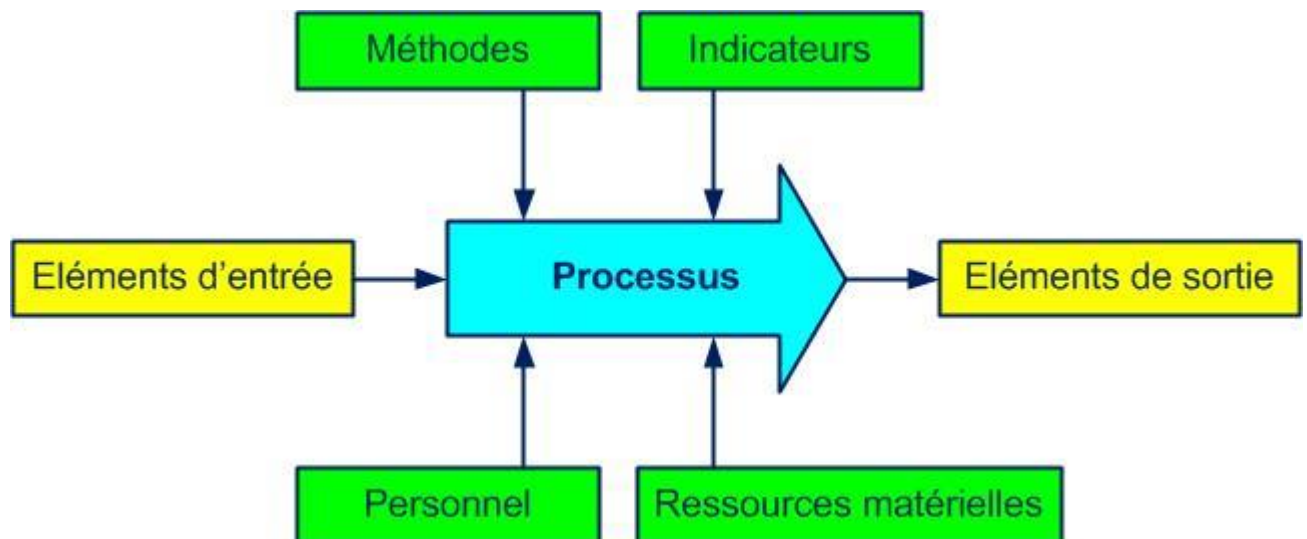 Méthodes
Indicateurs
Eléments d’entrée
Processus
Eléments de sortie
Personnel
Ressources matérielles